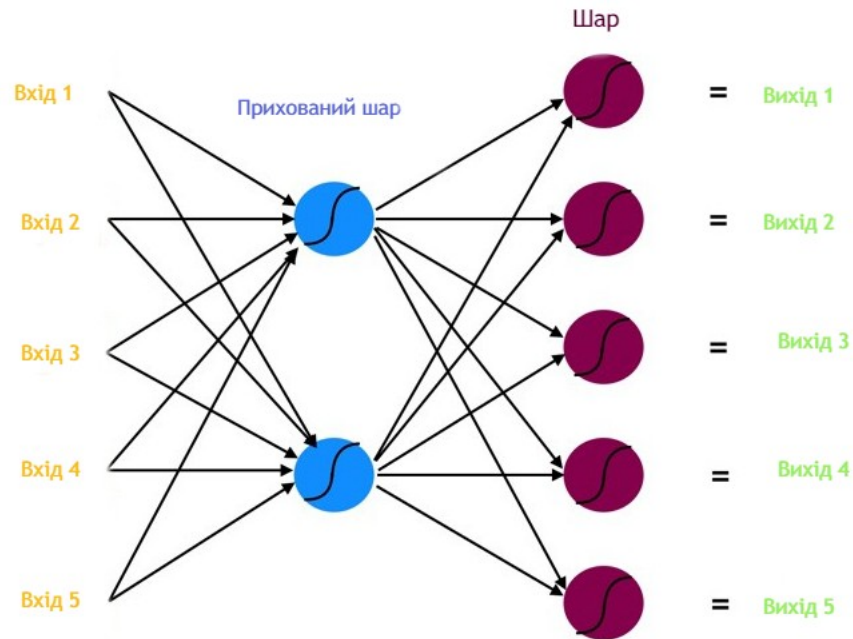 Шар
Вхід 1
Прихований шар
=
Вихід 1
Вхід 2
=
Вихід 2
Вхід 3
=
Вихід 3
Вхід 4
=
Вихід 4
Вхід 5
=
Вихід 5